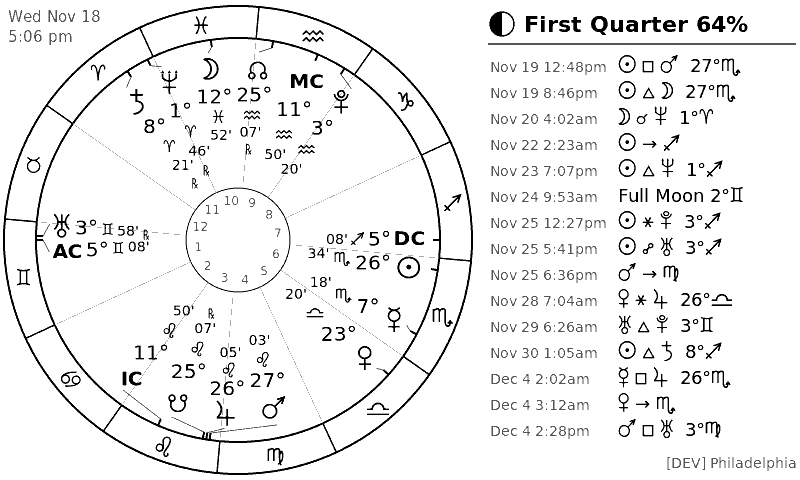 Wed Nov 18
5:06 pm
♓ ♒ ♑ ♐ ♏ ♎ ♍ ♌ ♋ ♊ ♉ ♈
♄ 8° ♈ 21' ℞
♆ 1° ♈ 46' ℞
☽ 12° ♓ 52'
☊ 25° ♒ 07' ℞
MC 11° ♒ 50'
♇ 3° ♒ 20'
♅ 3° ♊ 58' ℞
AC 5° ♊ 08'
08' ♐ 5° DC
34' ♏ 26° ☉
18' ♏ 7° ☿
20' ♎ 23° ♀
50' ♌ 11° IC
℞ 07' ♌ 25° ☋
05' ♌ 26° ♃
03' ♌ 27° ♂
1 2 3 4 5 6 7 8 9 10 11 12
First Quarter 64%
Nov 19 12:48pm ☉ □ ♂ 27°♏
Nov 19 8:46pm ☉ △ ☽ 27°♏
Nov 20 4:02am ☽ ☌ ♆ 1°♈
Nov 22 2:23am ☉ → ♐
Nov 23 7:07pm ☉ △ ♆ 1°♐
Nov 24 9:53am Full Moon 2°♊
Nov 25 12:27pm ☉ ⚹ ♇ 3°♐
Nov 25 5:41pm ☉ ☍ ♅ 3°♐
Nov 25 6:36pm ♂ → ♍
Nov 28 7:04am ♀ ⚹ ♃ 26°♎
Nov 29 6:26am ♅ △ ♇ 3°♊
Nov 30 1:05am ☉ △ ♄ 8°♐
Dec 4 2:02am ☿ □ ♃ 26°♏
Dec 4 3:12am ♀ → ♏
Dec 4 2:28pm ♂ □ ♅ 3°♍
[DEV] Philadelphia